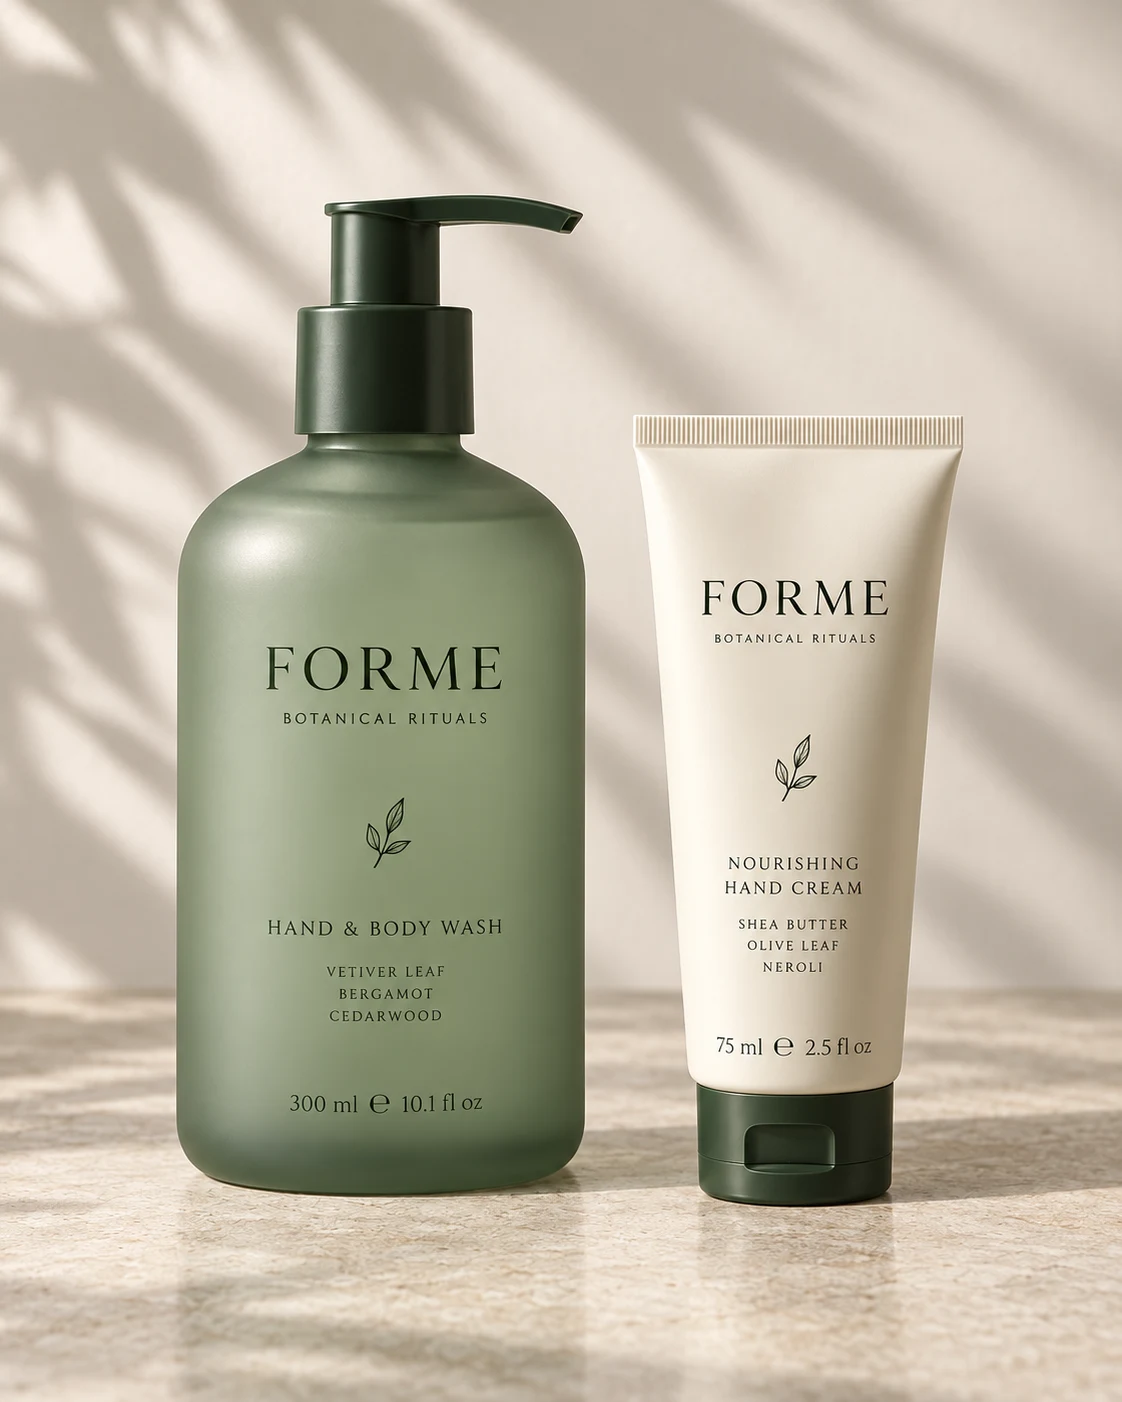 FORME
BOTANICAL RITUALS
HAND & BODY WASH
VETIVER LEAF
BERGAMOT
CEDARWOOD
300 ml ℮ 10.1 fl oz
FORME
BOTANICAL RITUALS
NOURISHING
HAND CREAM
SHEA BUTTER
OLIVE LEAF
NEROLI
75 ml ℮ 2.5 fl oz